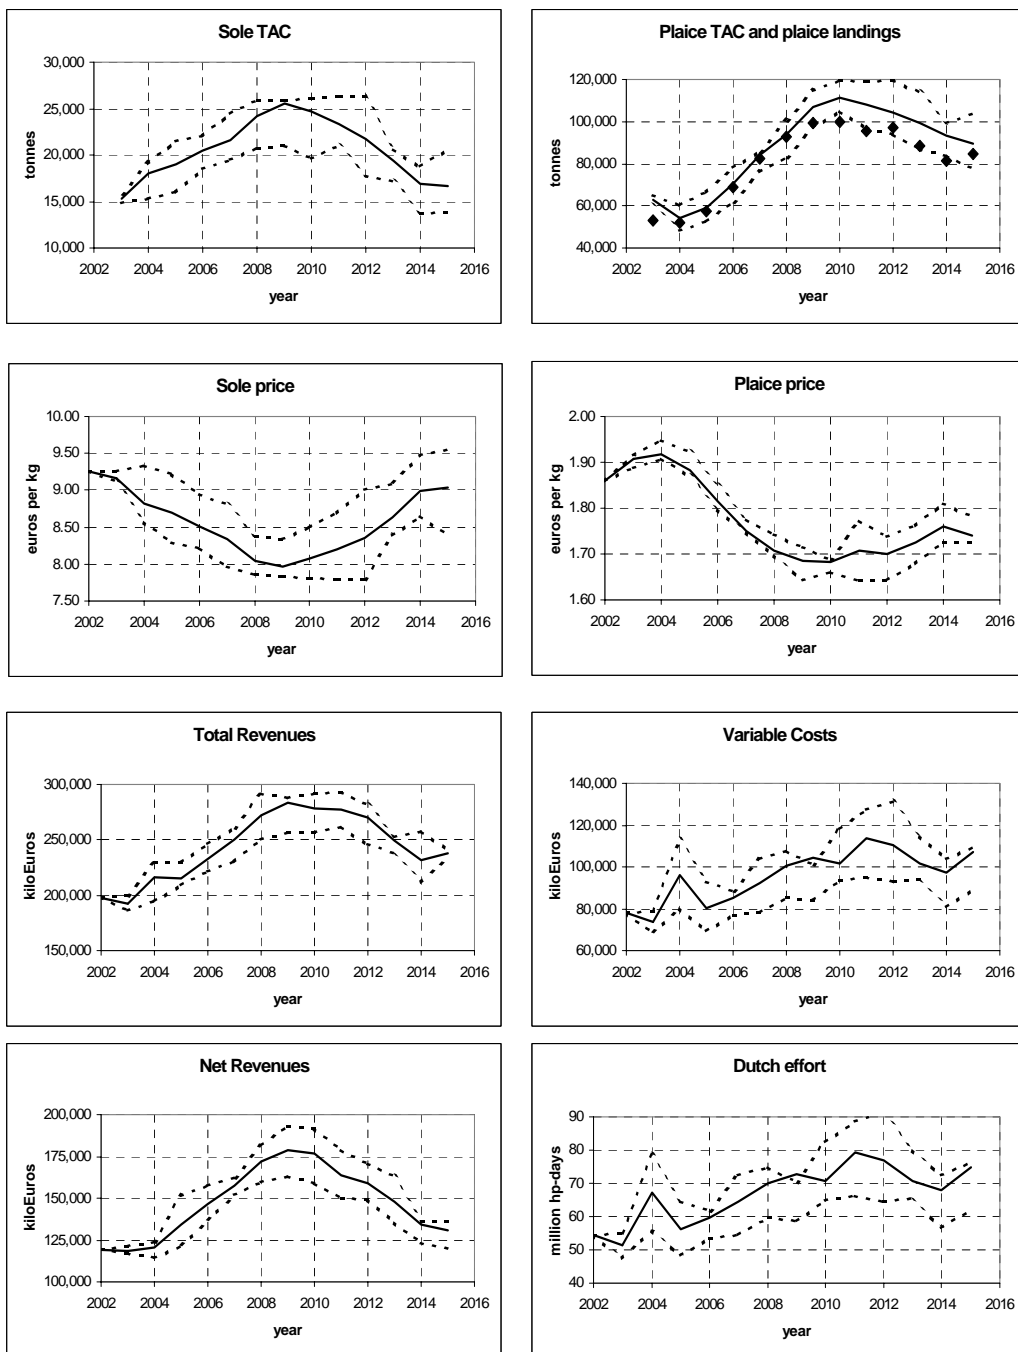 Sole TAC
30,000
25,000
20,000
15,000
10,000
tonnes
2002 2004 2006 2008 2010 2012 2014 2016
year
Plaice TAC and plaice landings
120,000
100,000
80,000
60,000
40,000
tonnes
2002 2004 2006 2008 2010 2012 2014 2016
year
Sole price
10.00
9.50
9.00
8.50
8.00
7.50
euros per kg
2002 2004 2006 2008 2010 2012 2014 2016
year
Plaice price
2.00
1.90
1.80
1.70
1.60
euros per kg
2002 2004 2006 2008 2010 2012 2014 2016
year
Total Revenues
300,000
250,000
200,000
150,000
kiloEuros
2002 2004 2006 2008 2010 2012 2014 2016
year
Variable Costs
140,000
120,000
100,000
80,000
60,000
kiloEuros
2002 2004 2006 2008 2010 2012 2014 2016
year
Net Revenues
200,000
175,000
150,000
125,000
100,000
kiloEuros
2002 2004 2006 2008 2010 2012 2014 2016
year
Dutch effort
90
80
70
60
50
40
million hp-days
2002 2004 2006 2008 2010 2012 2014 2016
year